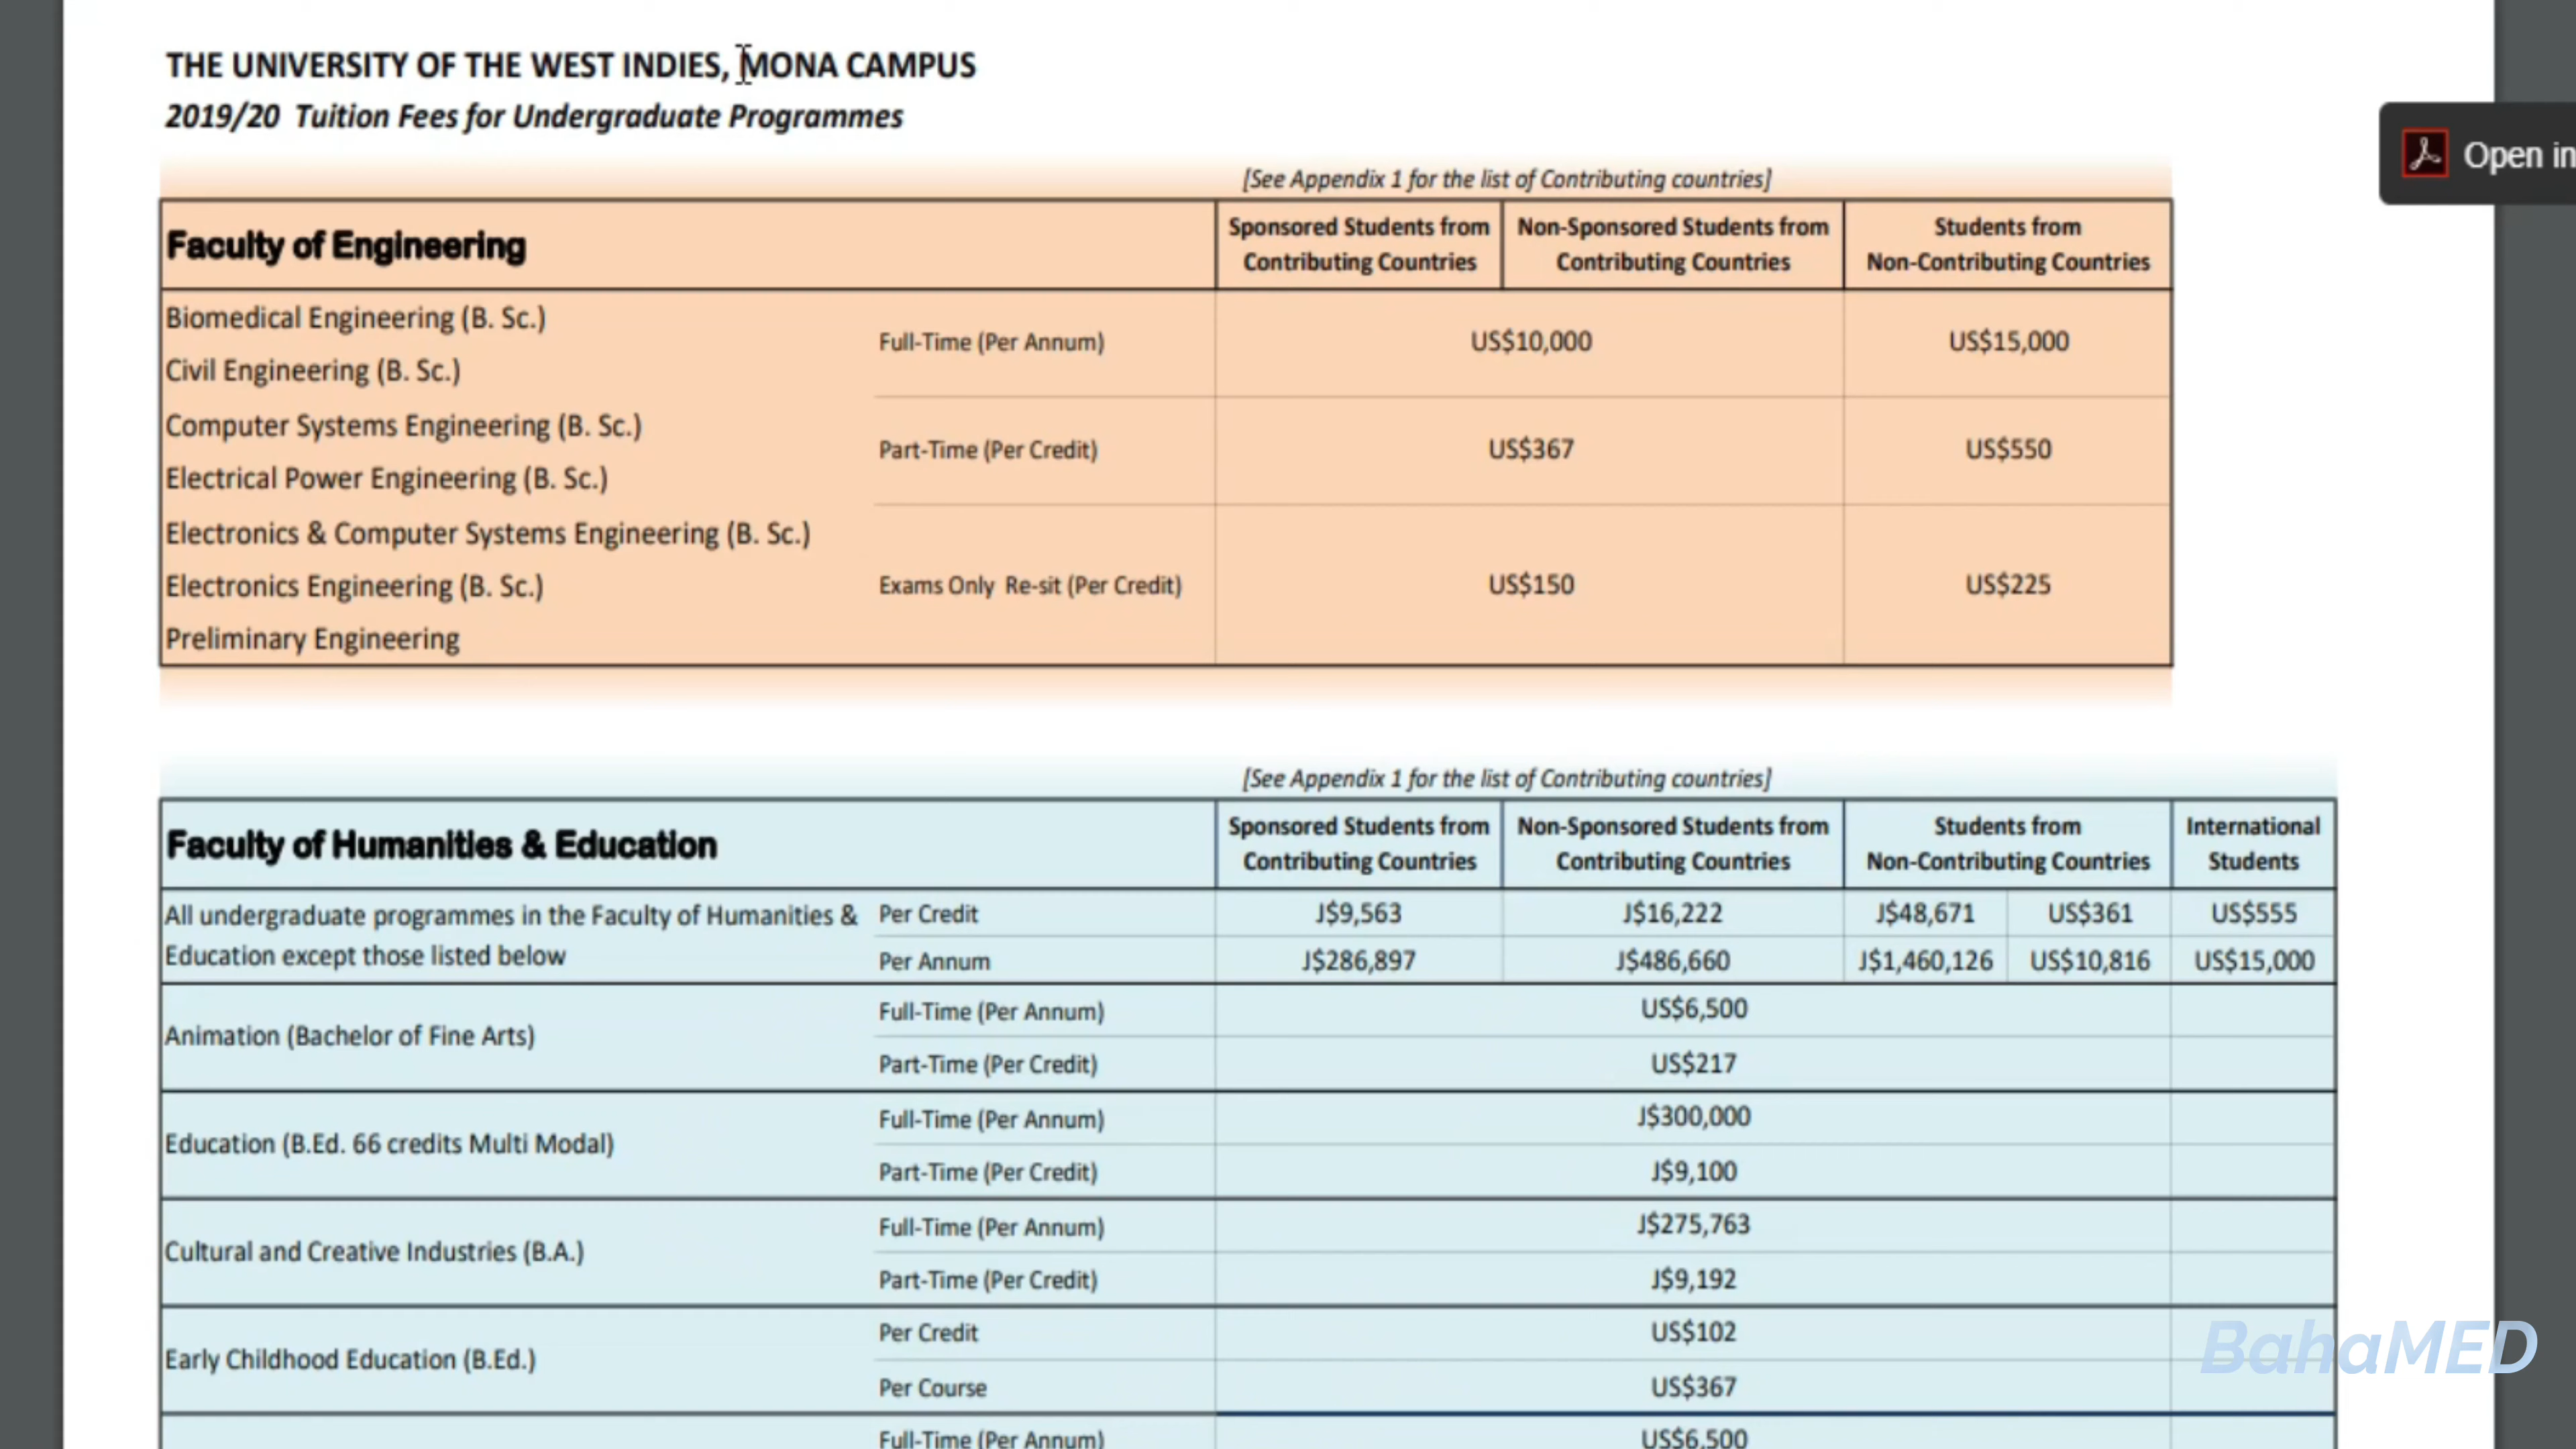 THE UNIVERSITY OF THE WEST INDIES, MONA CAMPUS
2019/20 Tuition Fees for Undergraduate Programmes
Open in
[See Appendix 1 for the list of Contributing countries]
Faculty of Engineering
Sponsored Students from Contributing Countries
Non-Sponsored Students from Contributing Countries
Students from Non-Contributing Countries
Biomedical Engineering (B. Sc.)
Civil Engineering (B. Sc.)
Full-Time (Per Annum) US$10,000 US$15,000
Computer Systems Engineering (B. Sc.)
Electrical Power Engineering (B. Sc.)
Part-Time (Per Credit) US$367 US$550
Electronics & Computer Systems Engineering (B. Sc.)
Electronics Engineering (B. Sc.)
Preliminary Engineering
Exams Only Re-sit (Per Credit) US$150 US$225
[See Appendix 1 for the list of Contributing countries]
Faculty of Humanities & Education
Sponsored Students from Contributing Countries
Non-Sponsored Students from Contributing Countries
Students from Non-Contributing Countries
International Students
All undergraduate programmes in the Faculty of Humanities &
Education except those listed below
Per Credit J$9,563 J$16,222 J$48,671 US$361 US$555
Per Annum J$286,897 J$486,660 J$1,460,126 US$10,816 US$15,000
Animation (Bachelor of Fine Arts)
Full-Time (Per Annum) US$6,500
Part-Time (Per Credit) US$217
Education (B.Ed. 66 credits Multi Modal)
Full-Time (Per Annum) J$300,000
Part-Time (Per Credit) J$9,100
Cultural and Creative Industries (B.A.)
Full-Time (Per Annum) J$275,763
Part-Time (Per Credit) J$9,192
Early Childhood Education (B.Ed.)
Per Credit US$102
Per Course US$367
Full-Time (Per Annum) US$6,500
BahaMED